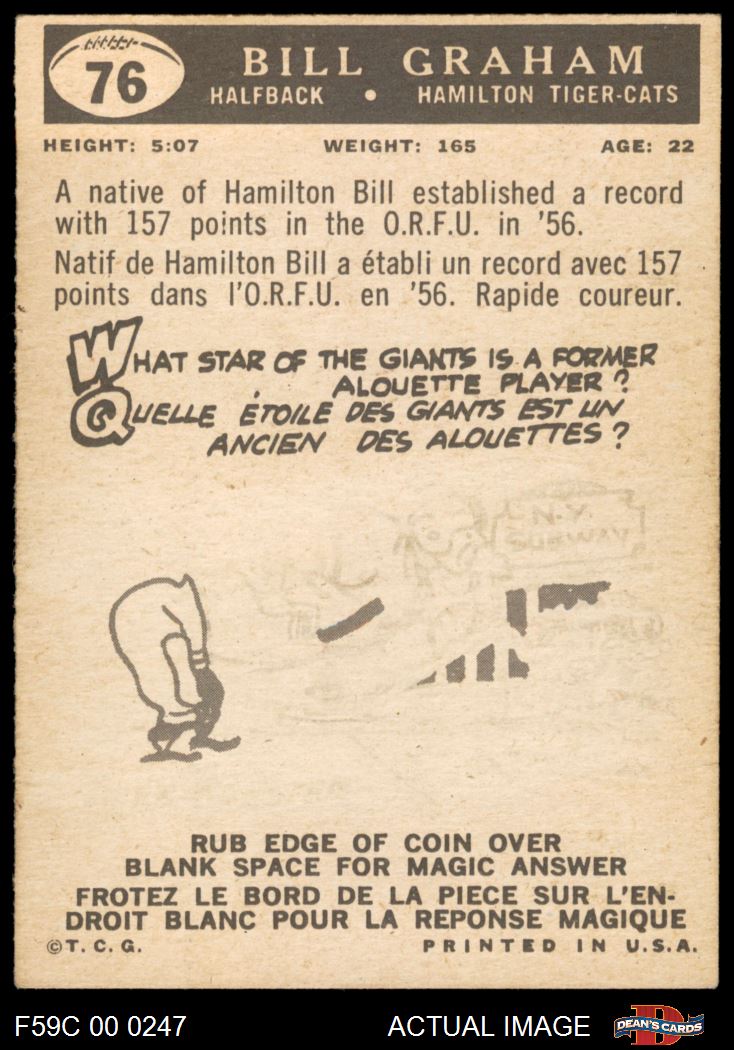 76
BILL GRAHAM
HALFBACK • HAMILTON TIGER-CATS
HEIGHT: 5:07 WEIGHT: 165 AGE: 22
A native of Hamilton Bill established a record
with 157 points in the O.R.F.U. in '56.
Natif de Hamilton Bill a établi un record avec 157
points dans l'O.R.F.U. en '56. Rapide coureur.
WHAT STAR OF THE GIANTS IS A FORMER
ALOUETTE PLAYER?
QUELLE ÉTOILE DES GIANTS EST UN
ANCIEN DES ALOUETTES?
RUB EDGE OF COIN OVER
BLANK SPACE FOR MAGIC ANSWER
FROTEZ LE BORD DE LA PIECE SUR L'EN-
DROIT BLANC POUR LA REPONSE MAGIQUE
©T. C. G. PRINTED IN U.S.A.
F59C 00 0247 ACTUAL IMAGE DEAN'S CARDS